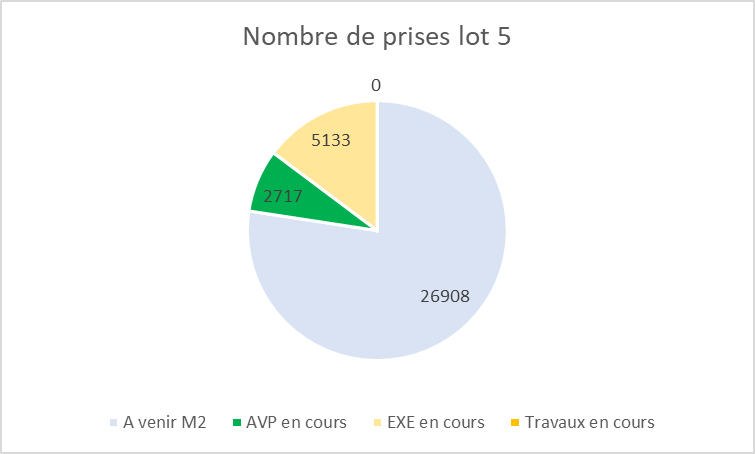 Nombre de prises lot 5
0
5133
2717
26908
A venir M2 AVP en cours EXE en cours Travaux en cours